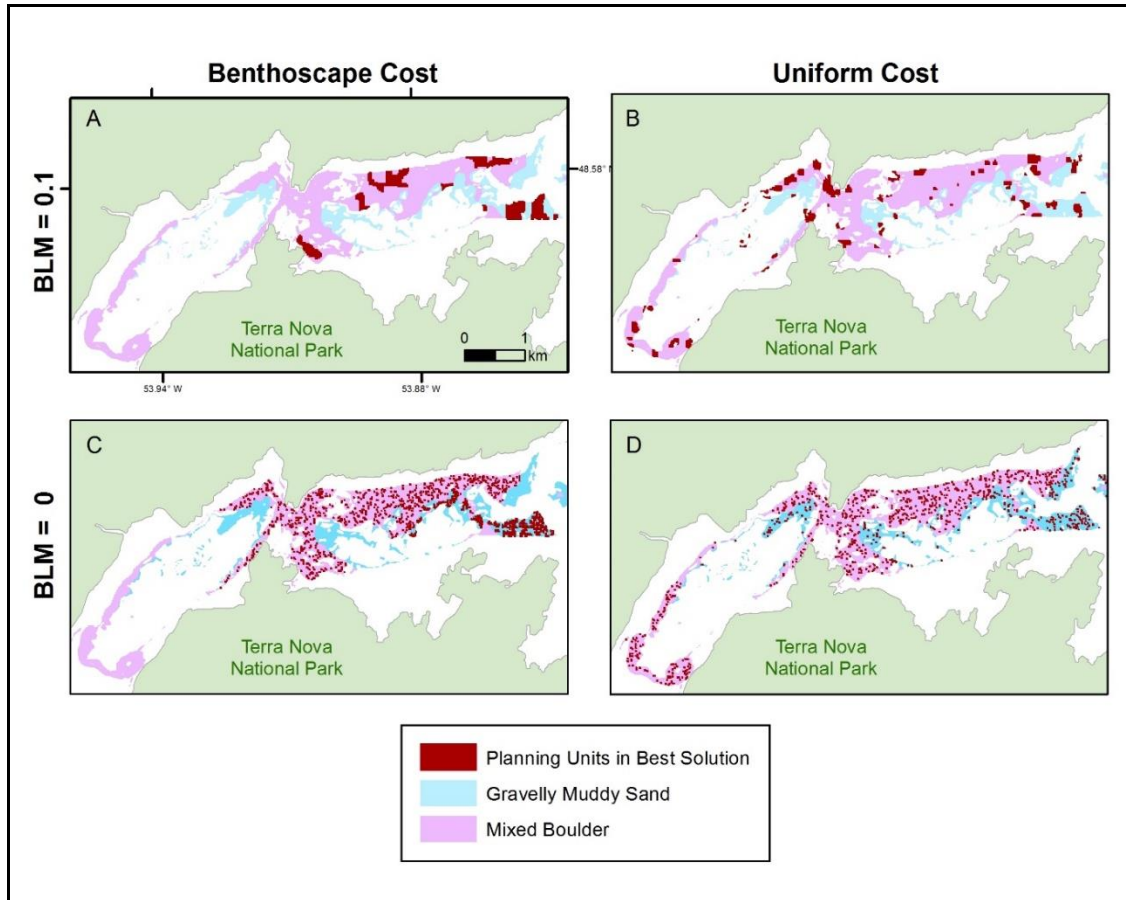 Benthoscape Cost
Uniform Cost
BLM = 0.1
A
Terra Nova
National Park
0 1
km
53.94° W
53.88° W
B
48.58° N
Terra Nova
National Park
BLM = 0
C
Terra Nova
National Park
D
Terra Nova
National Park
Planning Units in Best Solution
Gravelly Muddy Sand
Mixed Boulder